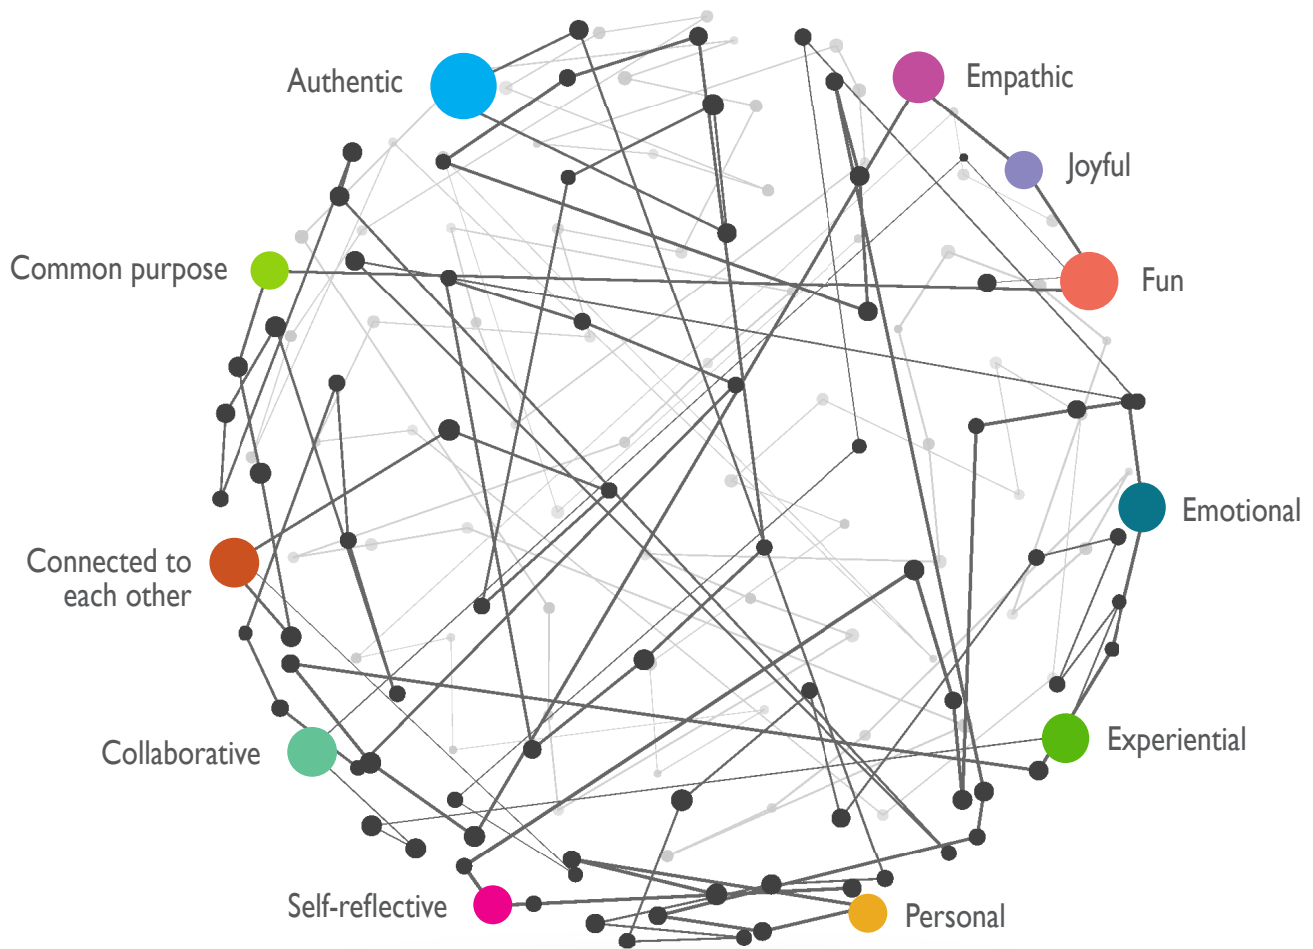 Authentic
Empathic
Joyful
Common purpose
Fun
Emotional
Connected to
each other
Collaborative
Experiential
Self-reflective
Personal